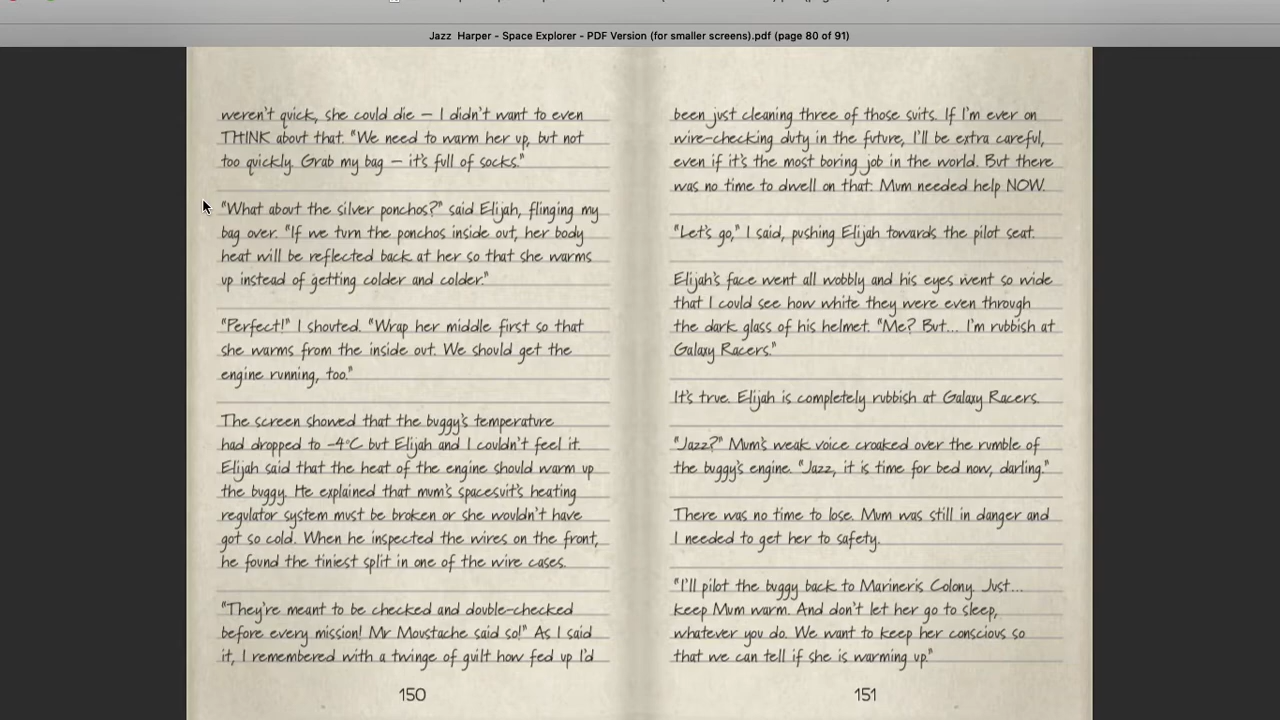 Jazz Harper - Space Explorer - PDF Version (for smaller screens).pdf (page 80 of 91)
weren't quick, she could die – I didn't want to even
THINK about that. "We need to warm her up, but not
too quickly. Grab my bag – it's full of socks."
"What about the silver ponchos?" said Elijah, flinging my
bag over. "If we turn the ponchos inside out, her body
heat will be reflected back at her so that she warms
up instead of getting colder and colder."
"Perfect!" I shouted. "Wrap her middle first so that
she warms from the inside out. We should get the
engine running, too."
The screen showed that the buggy's temperature
had dropped to -4°C but Elijah and I couldn't feel it.
Elijah said that the heat of the engine should warm up
the buggy. He explained that mum's spacesuit's heating
regulator system must be broken or she wouldn't have
got so cold. When he inspected the wires on the front,
he found the tiniest split in one of the wire cases.
"They're meant to be checked and double-checked
before every mission! Mr Moustache said so!" As I said
it, I remembered with a twinge of guilt how fed up I'd
150
been just cleaning three of those suits. If I'm ever on
wire-checking duty in the future, I'll be extra careful,
even if it's the most boring job in the world. But there
was no time to dwell on that: Mum needed help NOW.
"Let's go," I said, pushing Elijah towards the pilot seat.
Elijah's face went all wobbly and his eyes went so wide
that I could see how white they were even through
the dark glass of his helmet. "Me? But... I'm rubbish at
Galaxy Racers."
It's true. Elijah is completely rubbish at Galaxy Racers.
"Jazz?" Mum's weak voice croaked over the rumble of
the buggy's engine. "Jazz, it is time for bed now, darling."
There was no time to lose. Mum was still in danger and
I needed to get her to safety.
"I'll pilot the buggy back to Marineris Colony. Just...
keep Mum warm. And don't let her go to sleep,
whatever you do. We want to keep her conscious so
that we can tell if she is warming up."
151